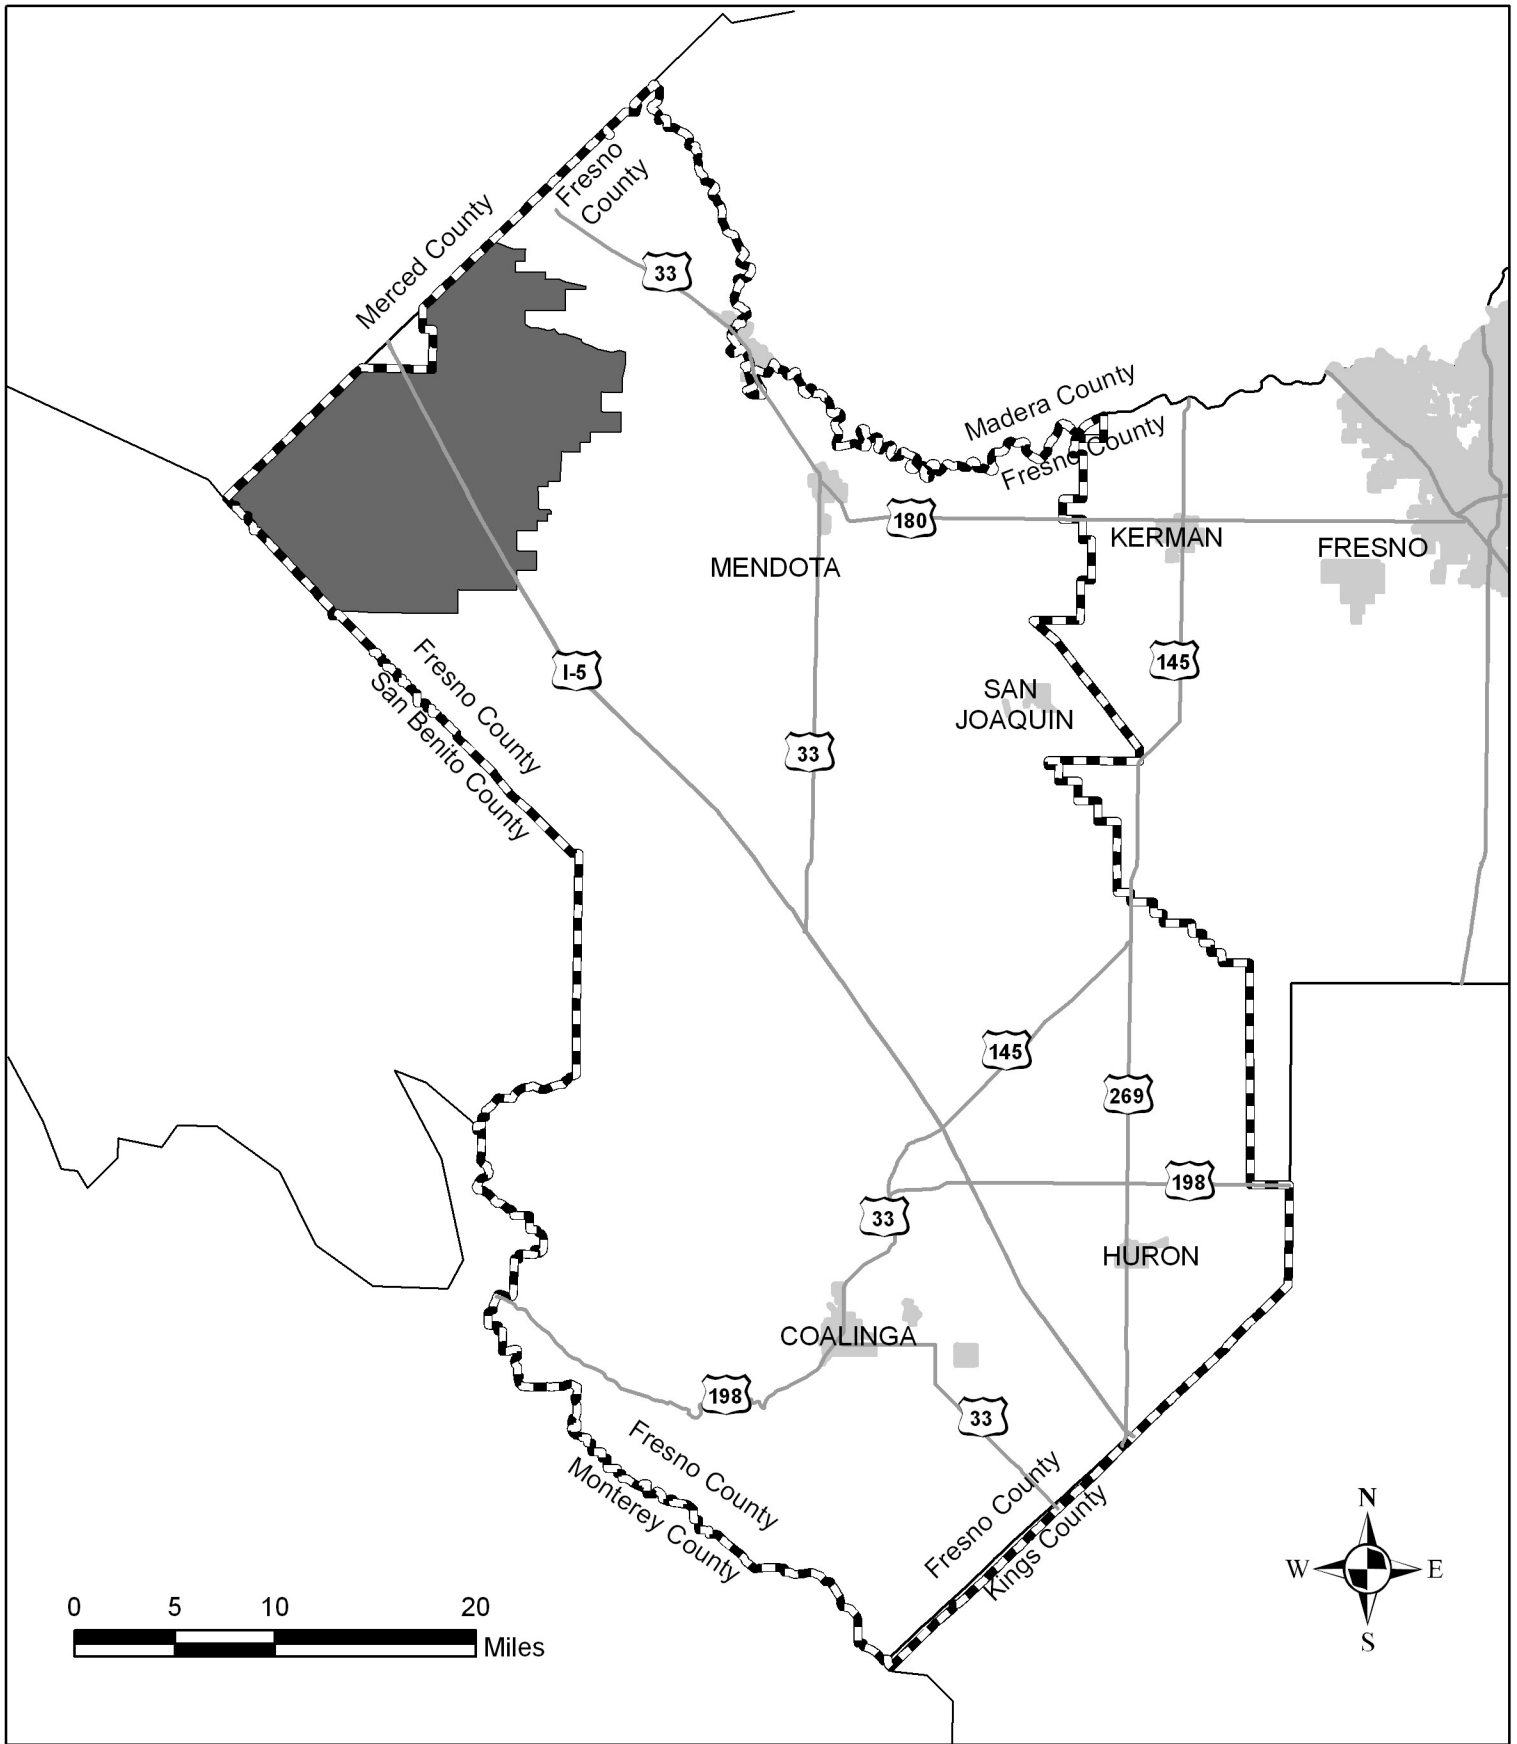 Fresno
County
Merced County
33
Madera County
Fresno County
180
KERMAN
FRESNO
MENDOTA
I-5
145
Fresno County
San Benito County
SAN
JOAQUIN
33
145
269
198
33
HURON
COALINGA
198
33
Fresno County
Monterey County
Fresno County
Kings County
N
W
E
S
0
5
10
20
Miles